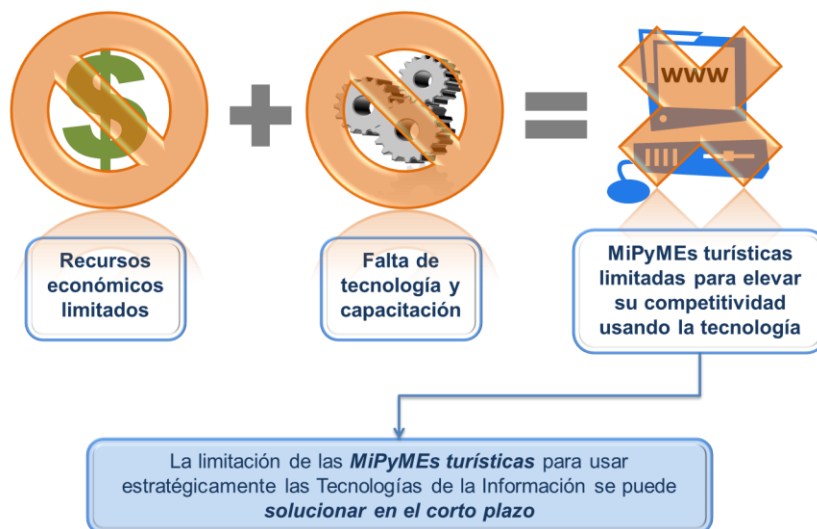 $
www
Recursos
económicos
limitados
Falta de
tecnología y
capacitación
MiPyMEs turísticas
limitadas para elevar
su competitividad
usando la tecnología
La limitación de las MiPyMEs turísticas para usar
estratégicamente las Tecnologías de la Información se puede
solucionar en el corto plazo